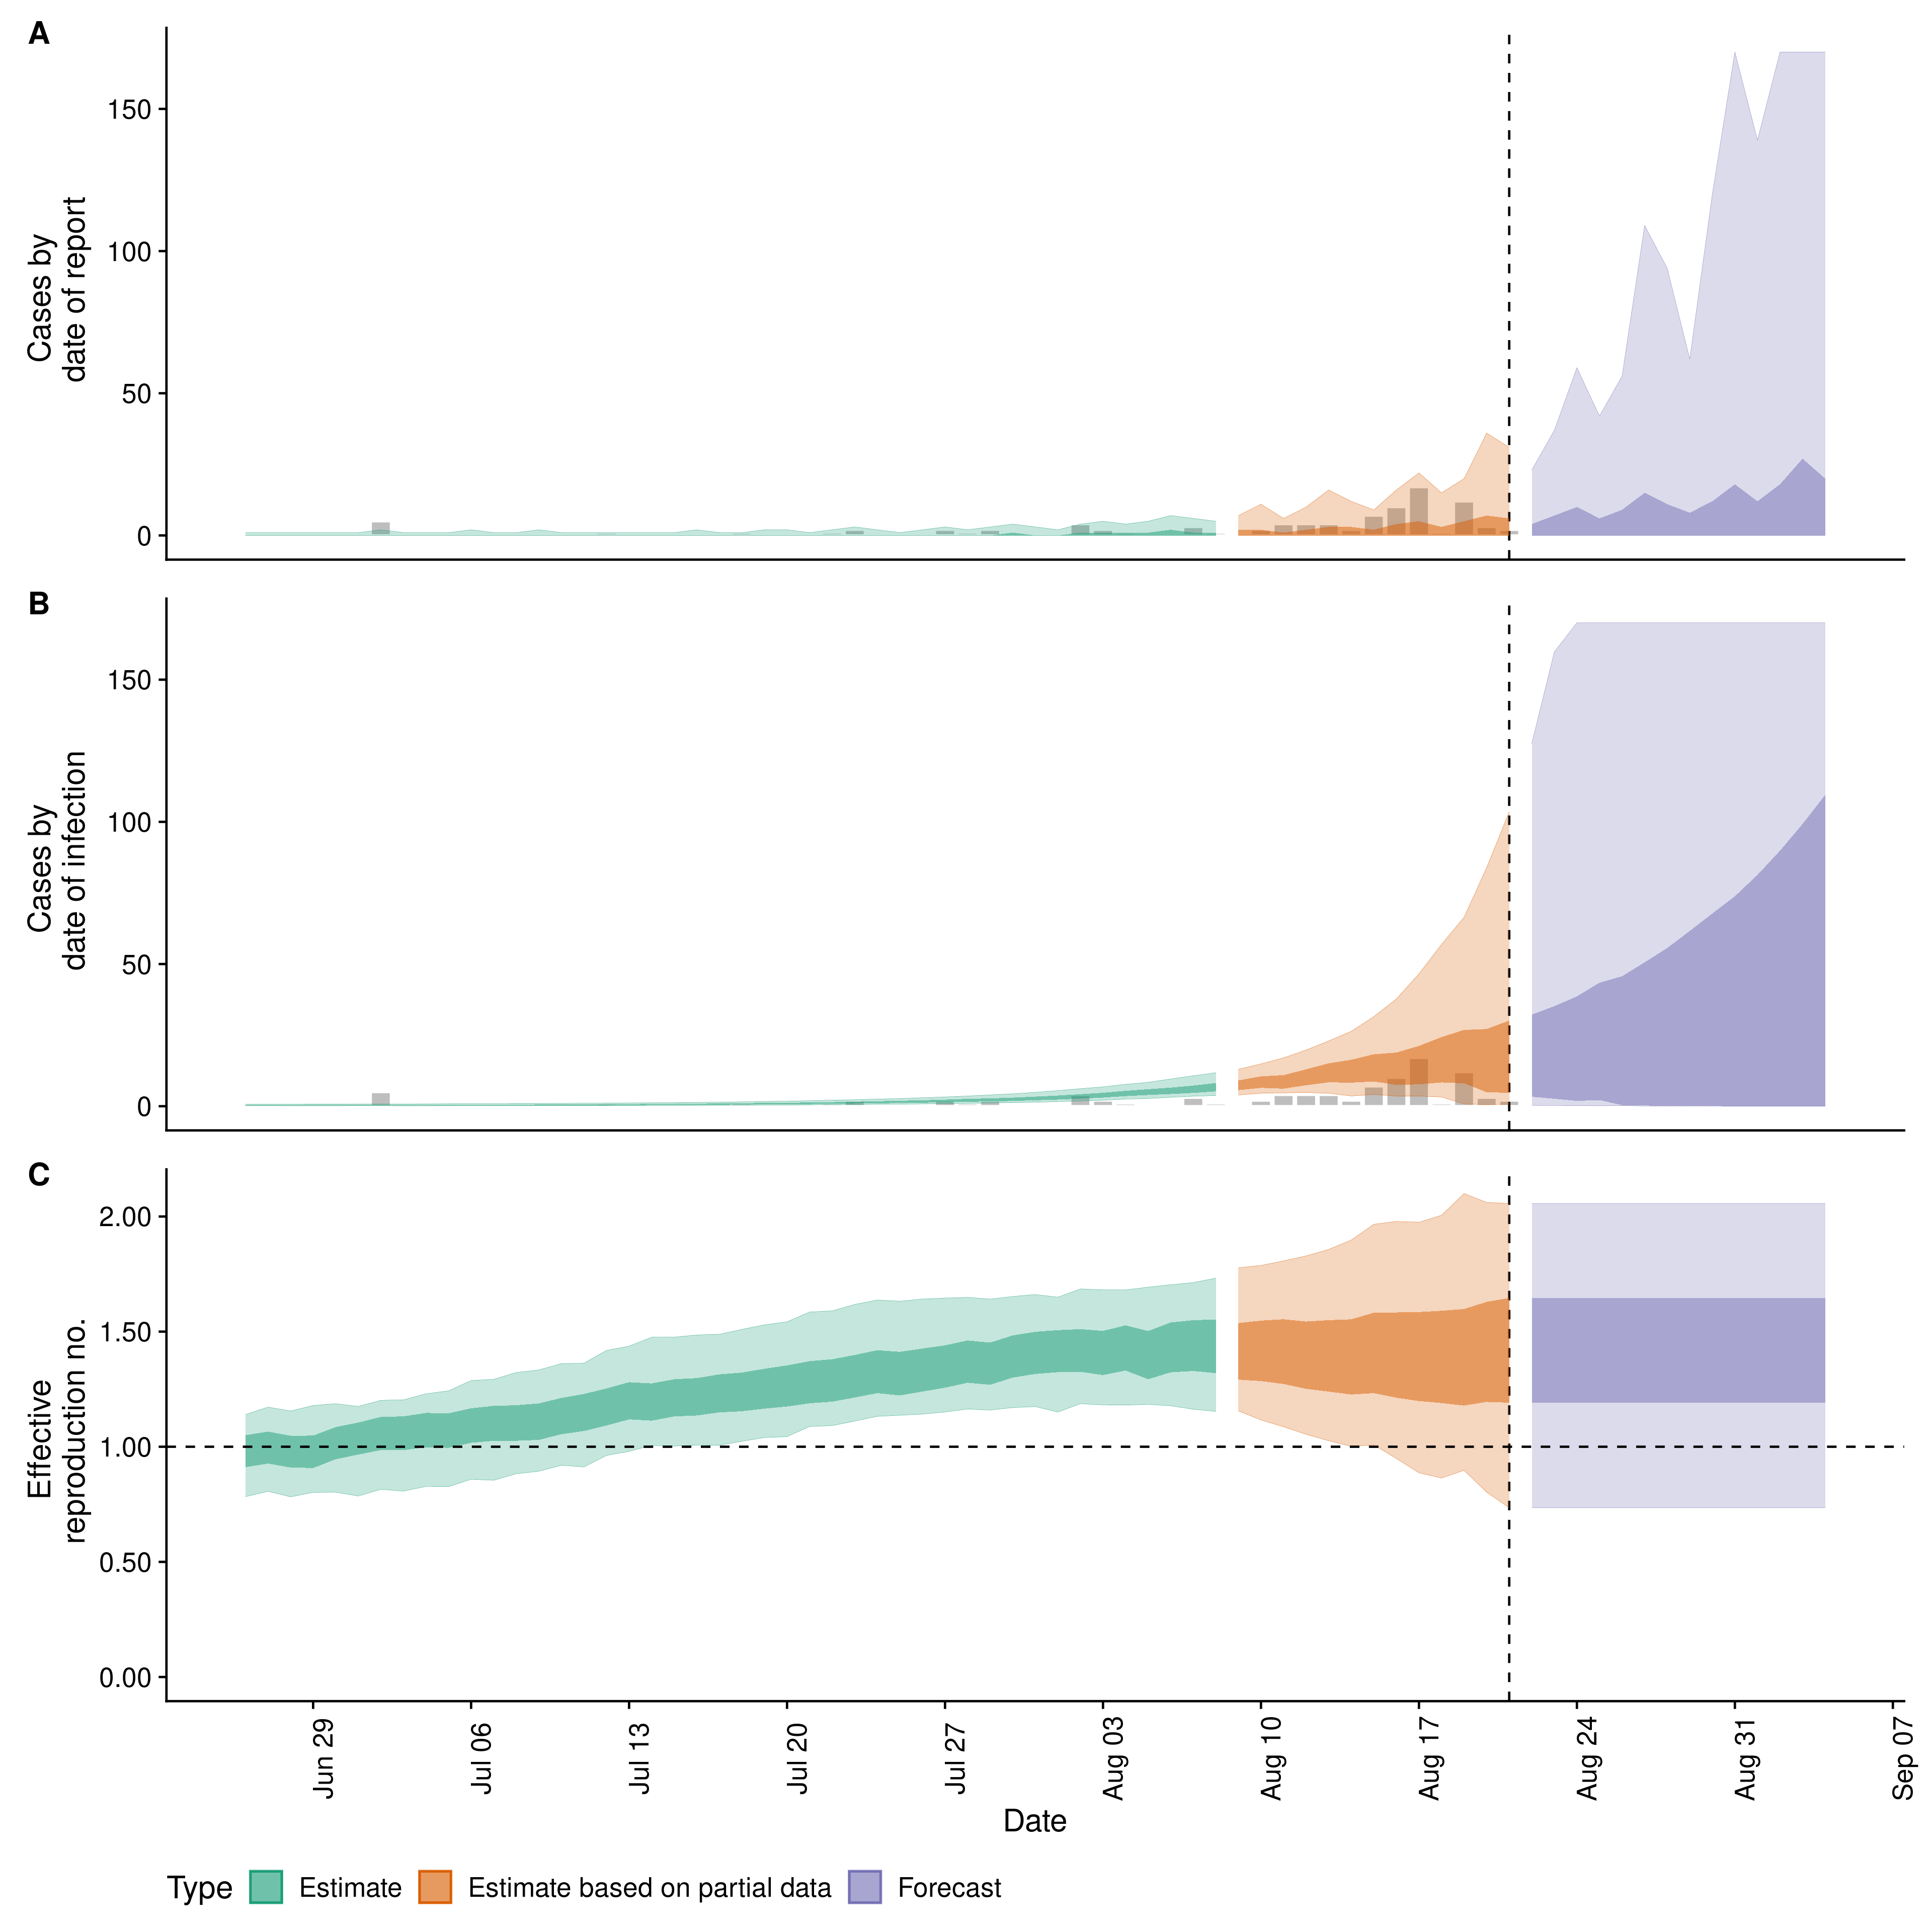 A
Cases by
date of report
150
100
50
0
B
Cases by
date of infection
150
100
50
0
C
Effective
reproduction no.
2.00
1.50
1.00
0.50
0.00
Jun 29
Jul 06
Jul 13
Jul 20
Jul 27
Aug 03
Aug 10
Aug 17
Aug 24
Aug 31
Sep 07
Date
Type Estimate Estimate based on partial data Forecast